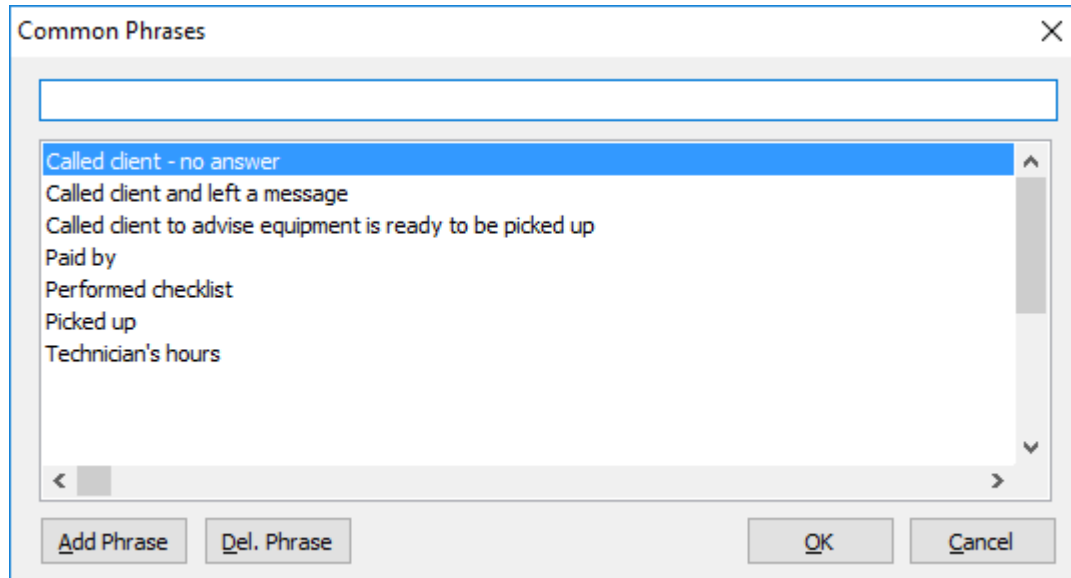 Common Phrases
Called client - no answer
Called client and left a message
Called client to advise equipment is ready to be picked up
Paid by
Performed checklist
Picked up
Technician's hours
Add Phrase Del. Phrase OK Cancel